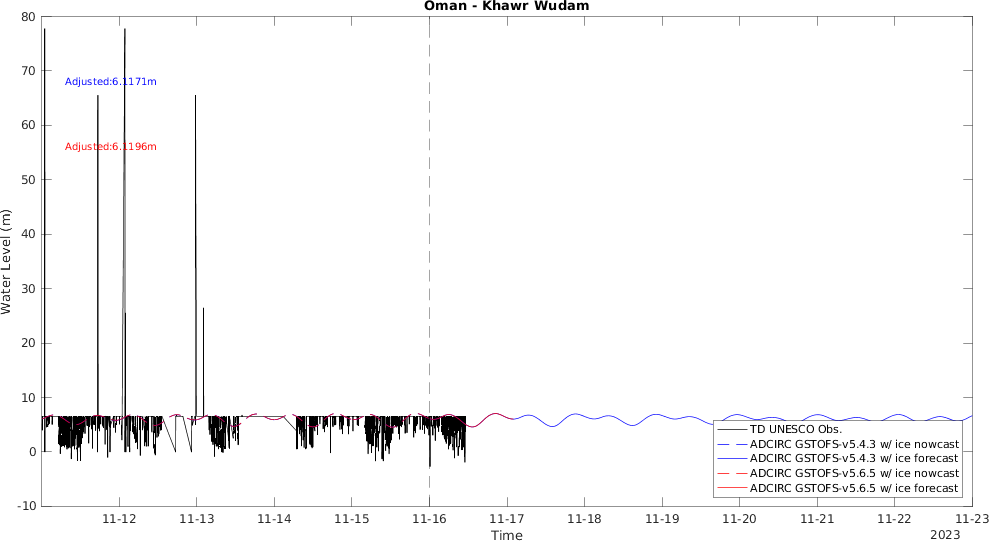 Oman - Khawr Wudam
80
70
60
50
40
30
20
10
0
-10
Water Level (m)
Adjusted:6.1171m
Adjusted:6.1196m
TD UNESCO Obs.
ADCIRC GSTOFS-v5.4.3 w/ ice nowcast
ADCIRC GSTOFS-v5.4.3 w/ ice forecast
ADCIRC GSTOFS-v5.6.5 w/ ice nowcast
ADCIRC GSTOFS-v5.6.5 w/ ice forecast
11-12 11-13 11-14 11-15 11-16 11-17 11-18 11-19 11-20 11-21 11-22 11-23
Time
2023